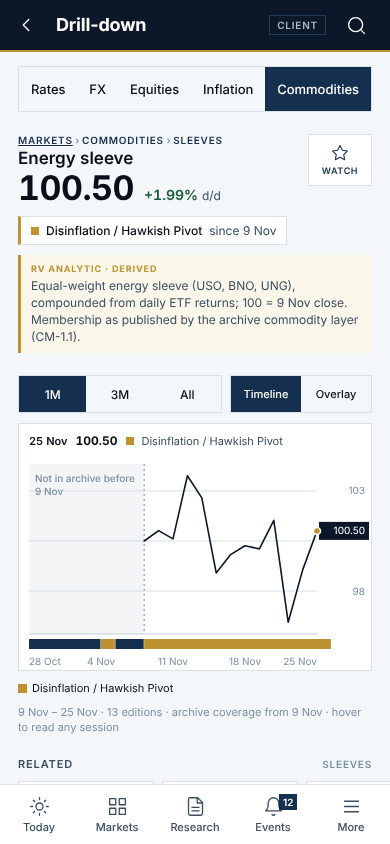 Drill-down
CLIENT
Rates FX Equities Inflation Commodities
MARKETS › COMMODITIES › SLEEVES
Energy sleeve
100.50 +1.99% d/d
WATCH
Disinflation / Hawkish Pivot since 9 Nov
RV ANALYTIC · DERIVED
Equal-weight energy sleeve (USO, BNO, UNG),
compounded from daily ETF returns; 100 = 9 Nov close.
Membership as published by the archive commodity layer
(CM-1.1).
1M 3M All Timeline Overlay
25 Nov 100.50 Disinflation / Hawkish Pivot
Not in archive before
9 Nov
103
100.50
98
28 Oct 4 Nov 11 Nov 18 Nov 25 Nov
Disinflation / Hawkish Pivot
9 Nov – 25 Nov · 13 editions · archive coverage from 9 Nov · hover
to read any session
RELATED SLEEVES
12
Today Markets Research Events More